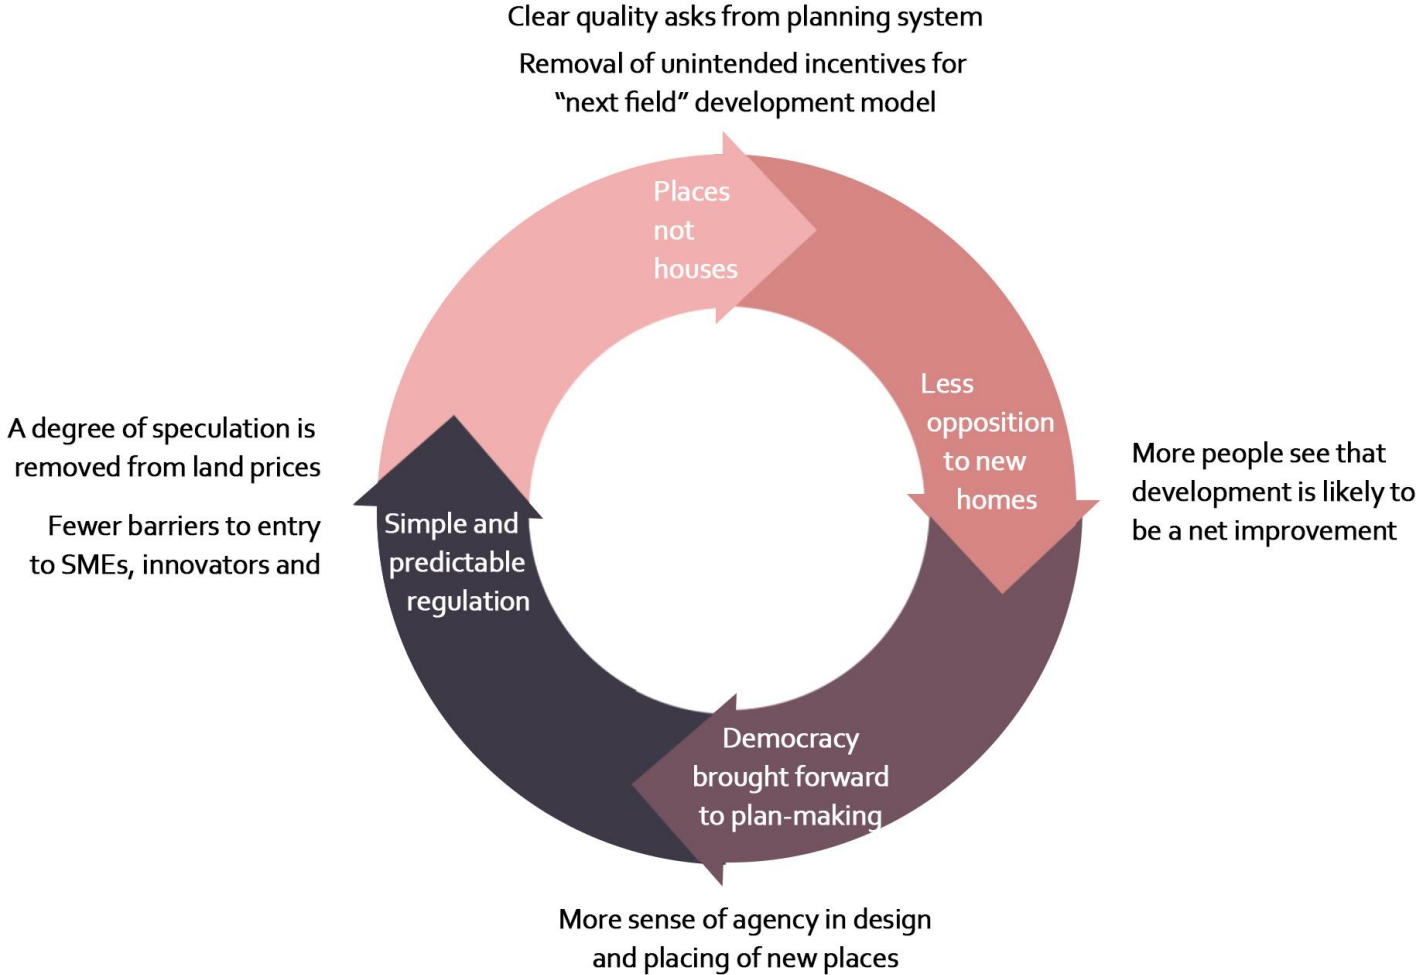 Clear quality asks from planning system
Removal of unintended incentives for
“next field” development model
Places
not
houses
Less
opposition
to new
homes
More people see that
development is likely to
be a net improvement
Democracy
brought forward
to plan-making
More sense of agency in design
and placing of new places
Simple and
predictable
regulation
A degree of speculation is
removed from land prices
Fewer barriers to entry
to SMEs, innovators and